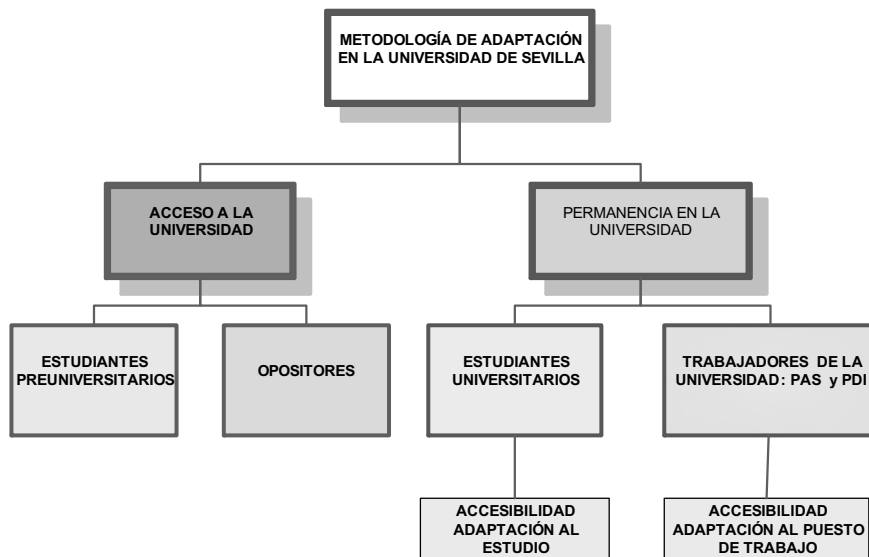 METODOLOGÍA DE ADAPTACIÓN
EN LA UNIVERSIDAD DE SEVILLA
ACCESO A LA
UNIVERSIDAD
PERMANENCIA EN LA
UNIVERSIDAD
ESTUDIANTES
PREUNIVERSITARIOS
OPOSITORES
ESTUDIANTES
UNIVERSITARIOS
TRABAJADORES DE LA
UNIVERSIDAD: PAS y PDI
ACCESIBILIDAD
ADAPTACIÓN AL
ESTUDIO
ACCESIBILIDAD
ADAPTACIÓN AL PUESTO
DE TRABAJO